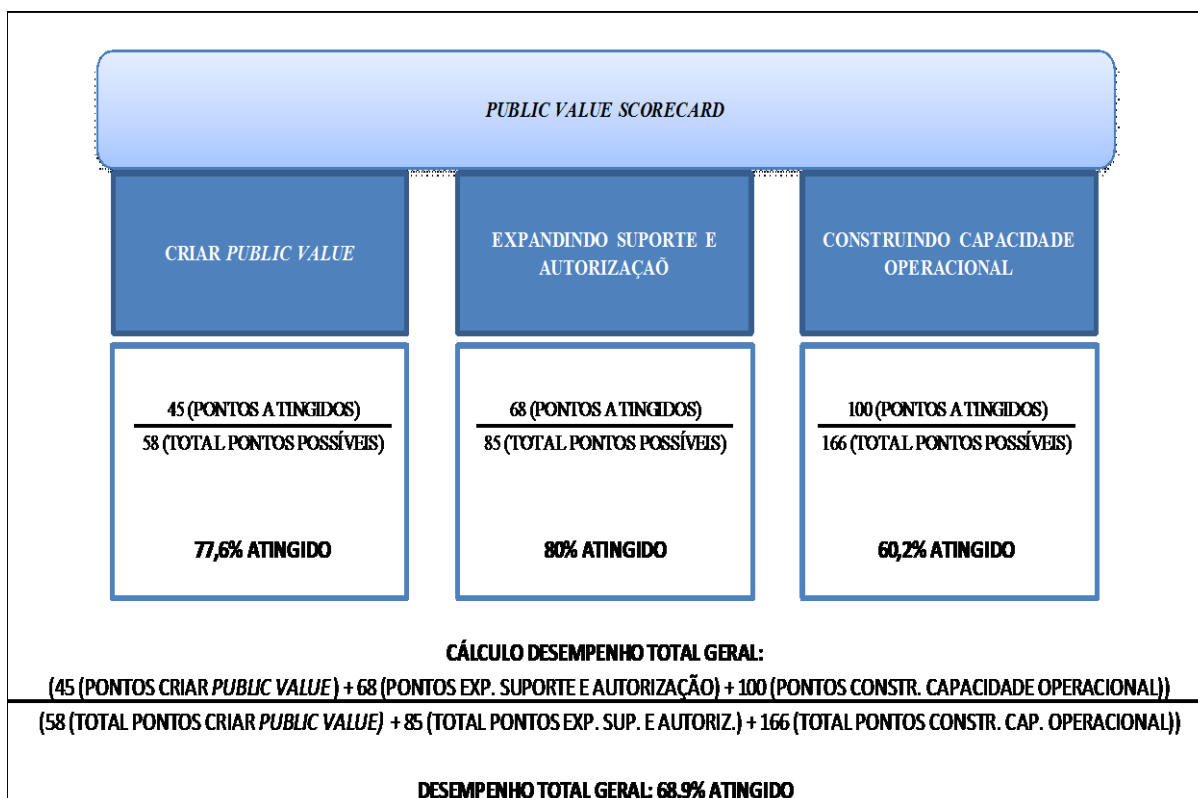 PUBLIC VALUE SCORECARD
CRIAR PUBLIC VALUE
EXPANDINDO SUPORTE E
AUTORIZAÇAÕ
CONSTRUINDO CAPACIDADE
OPERACIONAL
45 (PONTOS ATINGIDOS)
58 (TOTAL PONTOS POSSÍVEIS)
77,6% ATINGIDO
68 (PONTOS ATINGIDOS)
85 (TOTAL PONTOS POSSÍVEIS)
80% ATINGIDO
100 (PONTOS ATINGIDOS)
166 (TOTAL PONTOS POSSÍVEIS)
60,2% ATINGIDO
CÁLCULO DESEMPENHO TOTAL GERAL:
(45 (PONTOS CRIAR PUBLIC VALUE) + 68 (PONTOS EXP. SUPORTE E AUTORIZAÇÃO) + 100 (PONTOS CONSTR. CAPACIDADE OPERACIONAL))
(58 (TOTAL PONTOS CRIAR PUBLIC VALUE) + 85 (TOTAL PONTOS EXP. SUP. E AUTORIZ.) + 166 (TOTAL PONTOS CONSTR. CAP. OPERACIONAL))
DESEMPENHO TOTAL GERAL: 68,9% ATINGIDO